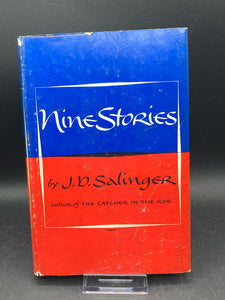 Nine Stories
by J.D. Salinger
author of THE CATCHER IN THE RYE